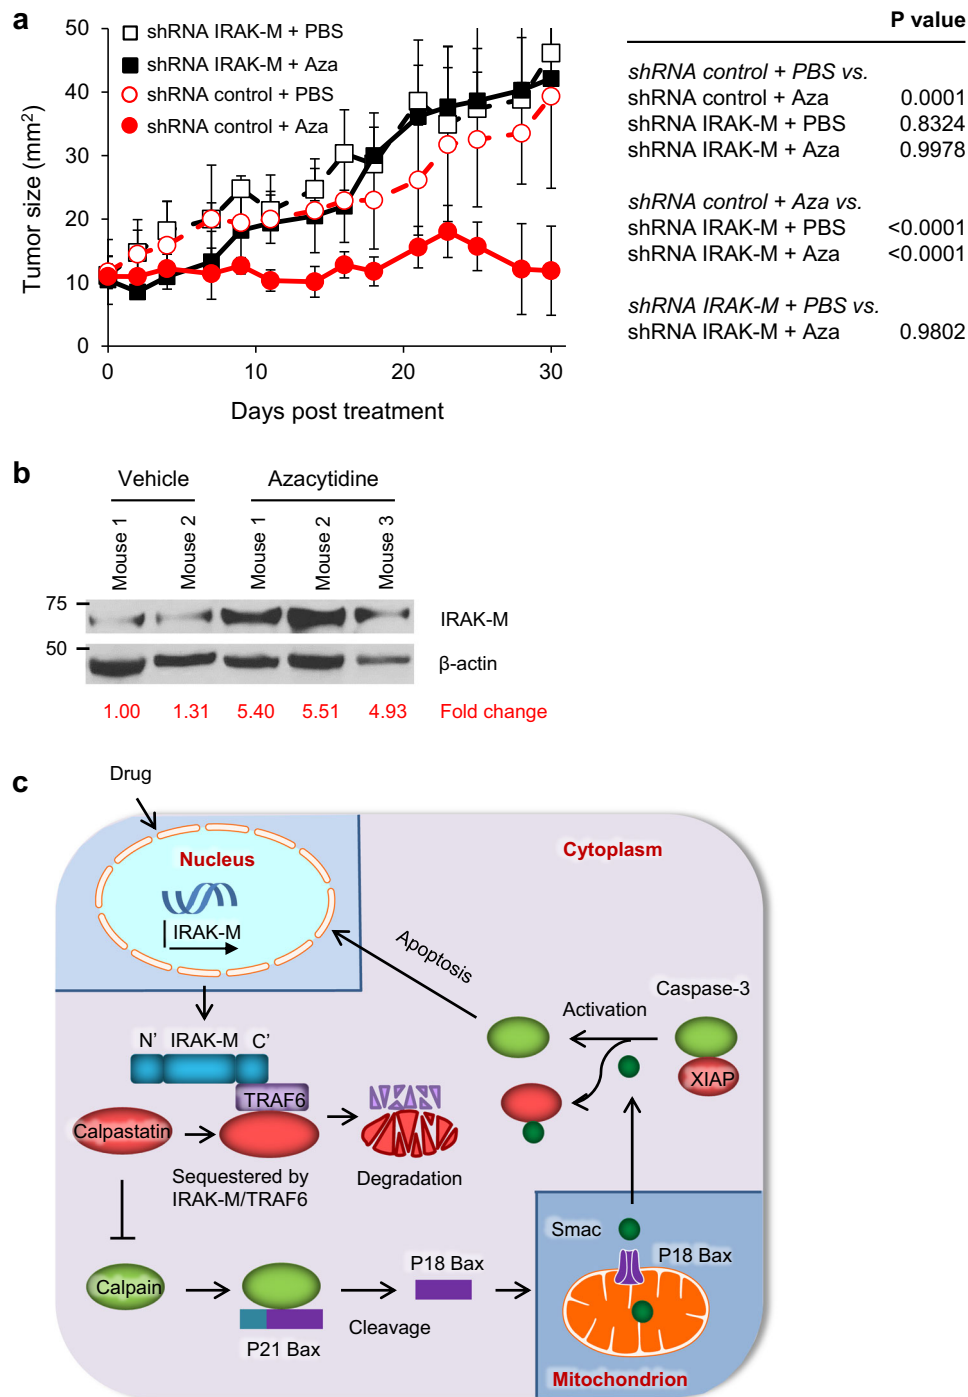 a
shRNA IRAK-M + PBS
shRNA IRAK-M + Aza
shRNA control + PBS
shRNA control + Aza
50
40
30
20
10
0
Tumor size (mm²)
0 10 20 30
Days post treatment
P value
shRNA control + PBS vs.
shRNA control + Aza 0.0001
shRNA IRAK-M + PBS 0.8324
shRNA IRAK-M + Aza 0.9978
shRNA control + Aza vs.
shRNA IRAK-M + PBS <0.0001
shRNA IRAK-M + Aza <0.0001
shRNA IRAK-M + PBS vs.
shRNA IRAK-M + Aza 0.9802
b
Vehicle Azacytidine
Mouse 1 Mouse 2 Mouse 1 Mouse 2 Mouse 3
75
IRAK-M
50
β-actin
1.00 1.31 5.40 5.51 4.93 Fold change
c
Drug
Nucleus
IRAK-M
Cytoplasm
Apoptosis
Activation
Caspase-3
XIAP
N' IRAK-M C'
TRAF6
Calpastatin
Sequestered by
IRAK-M/TRAF6
Degradation
Smac
P18 Bax
Calpain
P21 Bax
Cleavage
P18 Bax
Mitochondrion